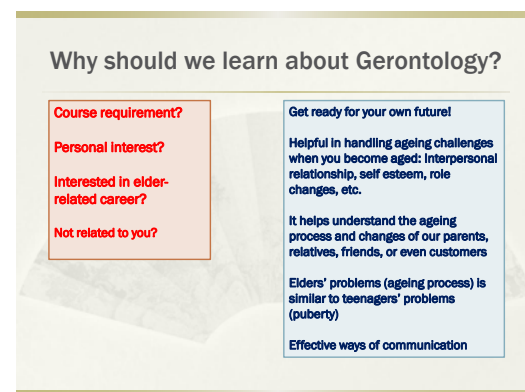 Why should we learn about Gerontology?
Course requirement?
Personal interest?
Interested in elder-
related career?
Not related to you?
Get ready for your own future!
Helpful in handling ageing challenges
when you become aged: Interpersonal
relationship, self esteem, role
changes, etc.
It helps understand the ageing
process and changes of our parents,
relatives, friends, or even customers
Elders’ problems (ageing process) is
similar to teenagers’ problems
(puberty)
Effective ways of communication